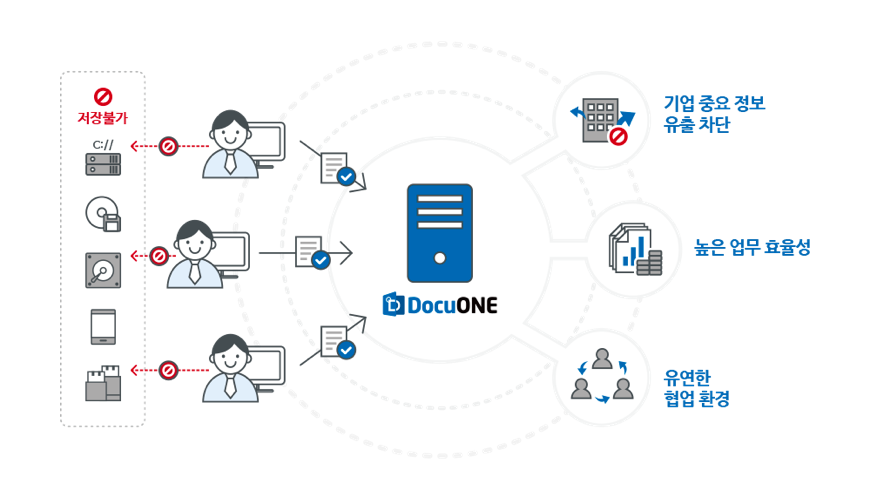 저장불가
C://
DocuONE
기업 중요 정보
유출 차단
높은 업무 효율성
유연한
협업 환경